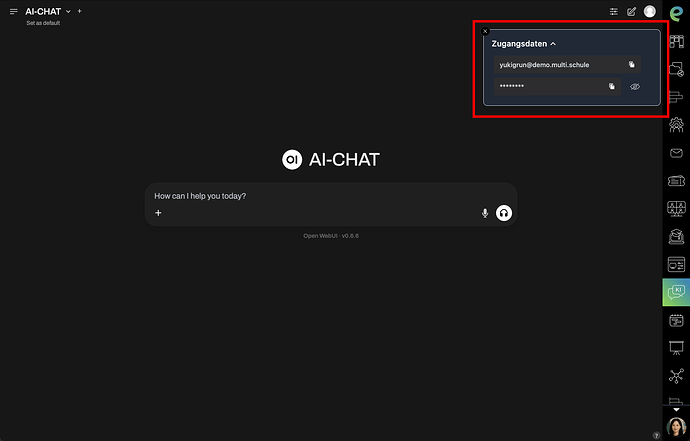 AI-CHAT
Set as default
Zugangsdaten
yukigrun@demo.multi.schule
••••••••
OI AI-CHAT
How can I help you today?
Open WebUI · v0.6.6
KI